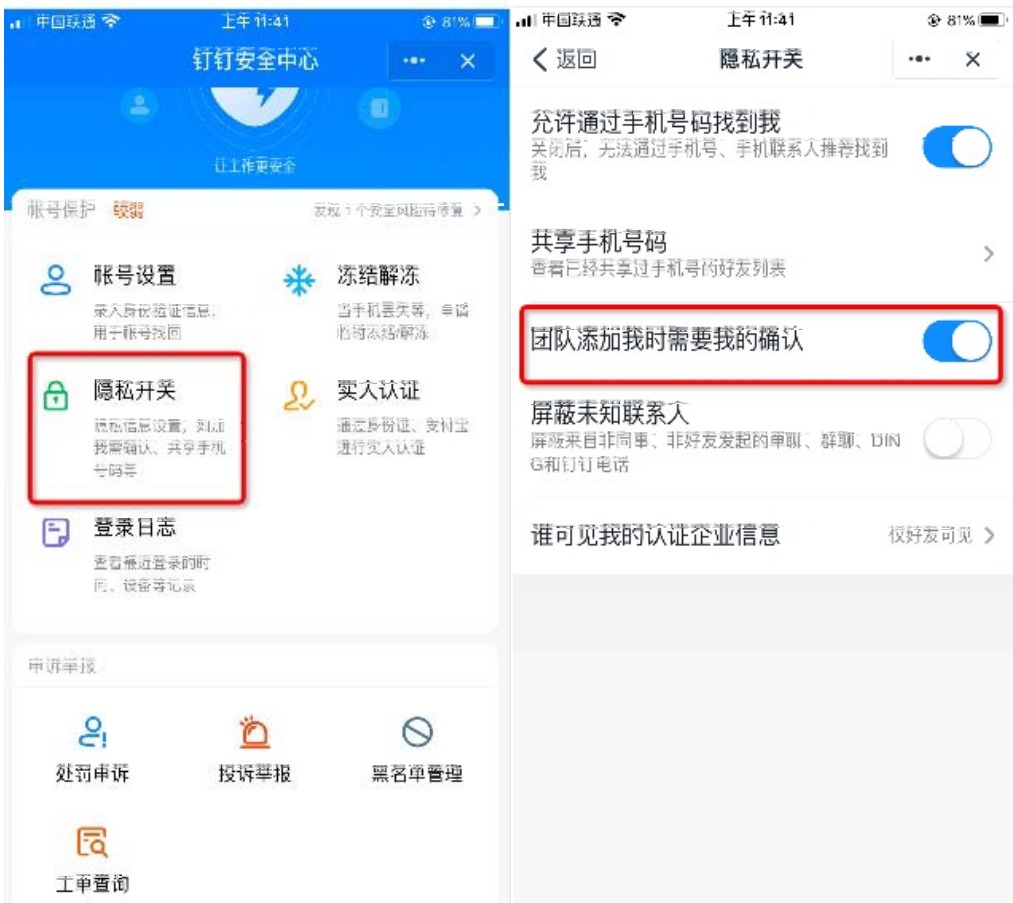 中国联通
上午11:41
81%
钉钉安全中心
让工作更安全
帐号保护 较弱
发现 1 个安全风险待修复
帐号设置
录入身份验证信息，
用于帐号找回
冻结解冻
当手机丢失等，申请
临时冻结/解冻
隐私开关
隐私信息设置，如加
我需确认、共享手机
号码等
实人认证
通过身份证、支付宝
进行实人认证
登录日志
查看最近登录的时
间、设备等记录
申诉举报
处罚申诉
投诉举报
黑名单管理
工单查询
中国联通
上午11:41
81%
返回
隐私开关
允许通过手机号码找到我
关闭后，无法通过手机号、手机联系人推荐找到
我
共享手机号码
查看已经共享过手机号的好友列表
团队添加我时需要我的确认
屏蔽未知联系人
屏蔽来自非同事、非好友发起的单聊、群聊、DIN
G和钉钉电话
谁可见我的认证企业信息
仅好友可见